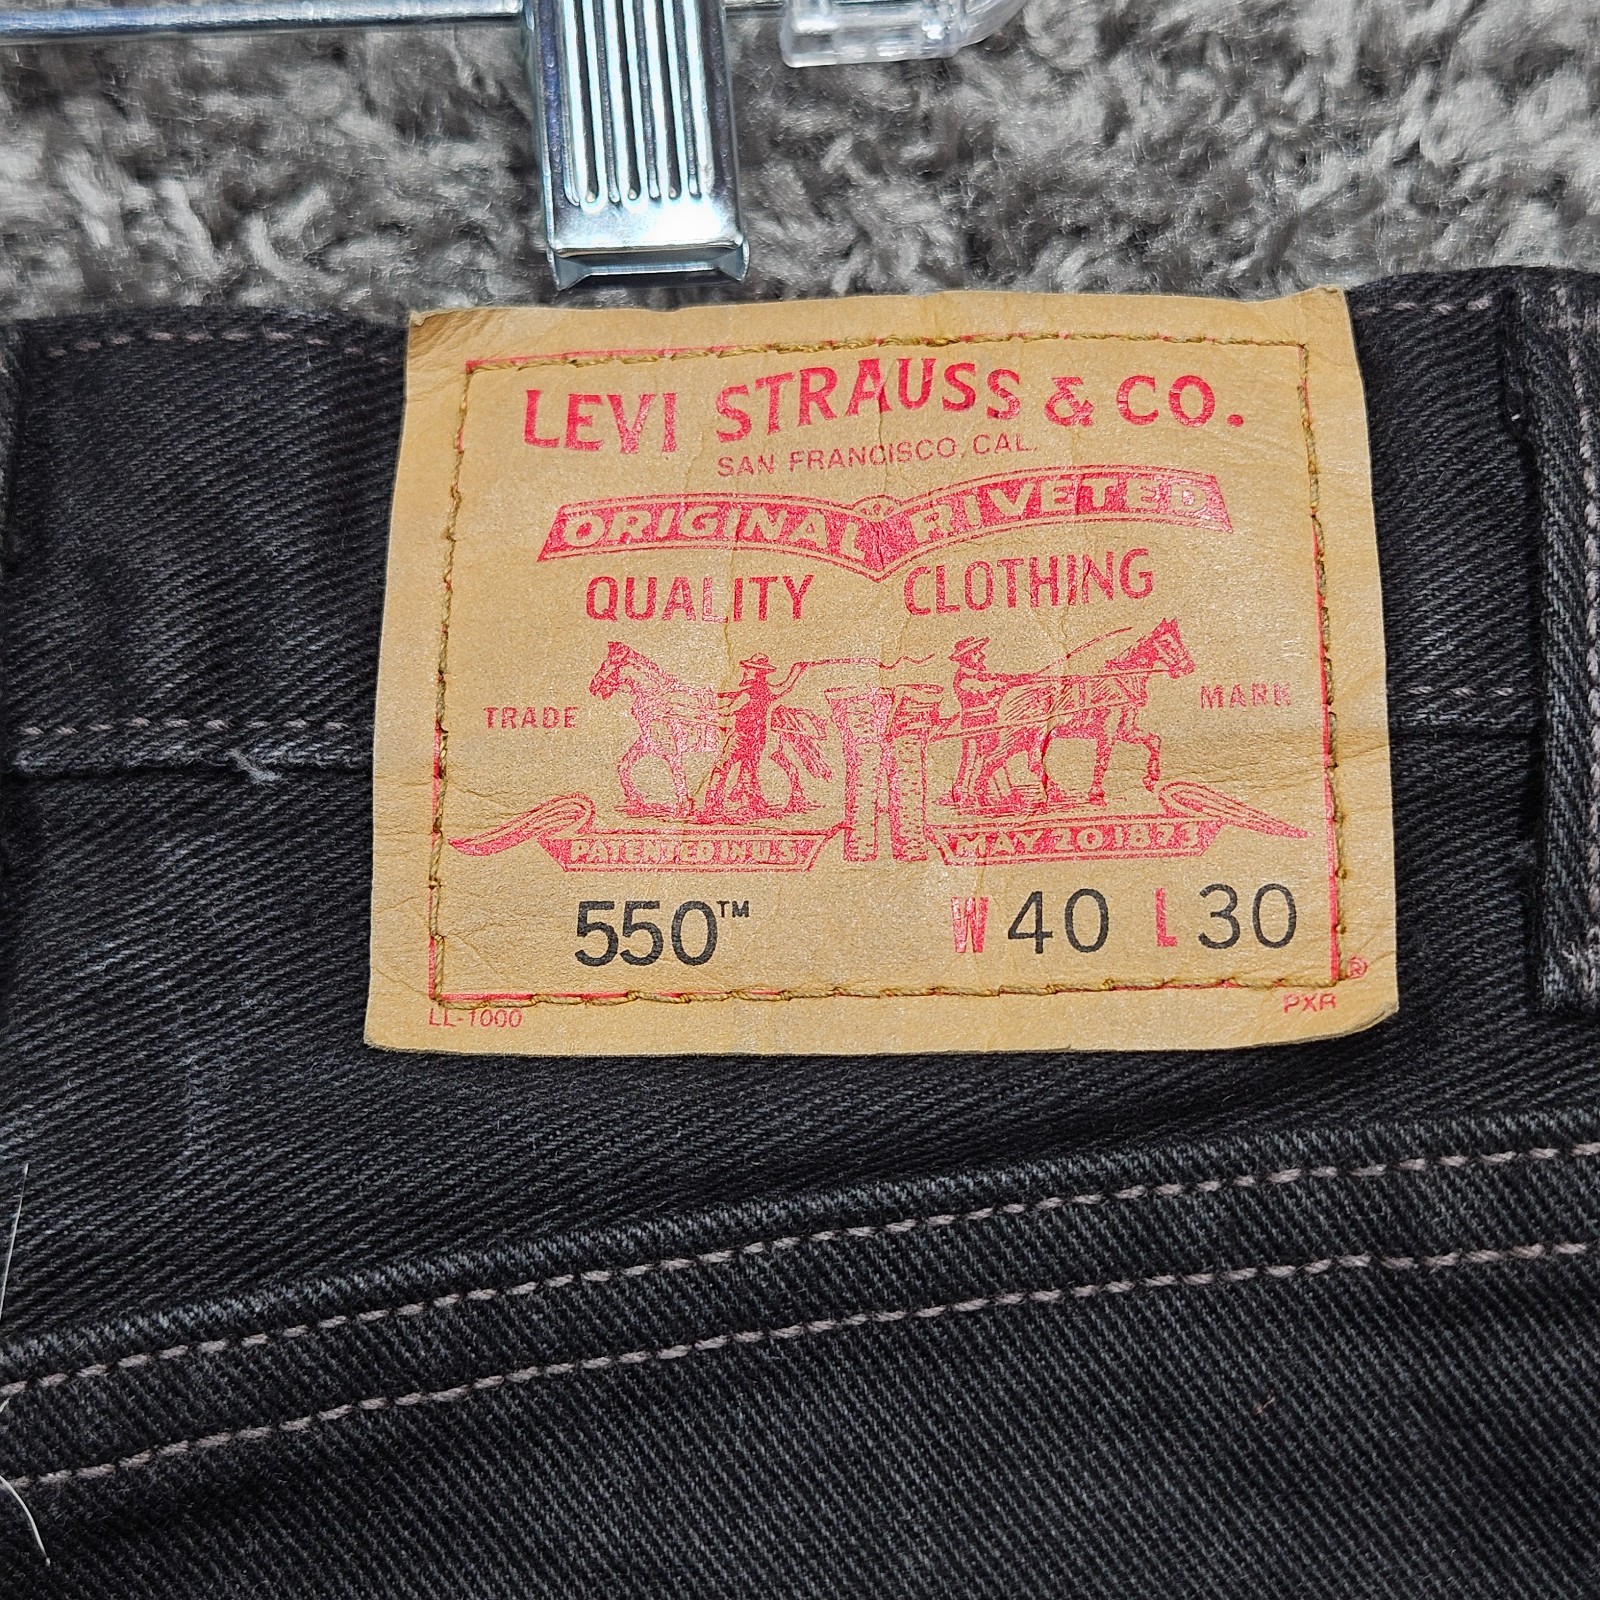 LEVI STRAUSS & CO.
SAN FRANCISCO, CAL.
ORIGINAL RIVETED
QUALITY CLOTHING
TRADE MARK
PATENTED IN U.S. MAY 20 1873
550™ W 40 L 30
®
LL-1000 PXR